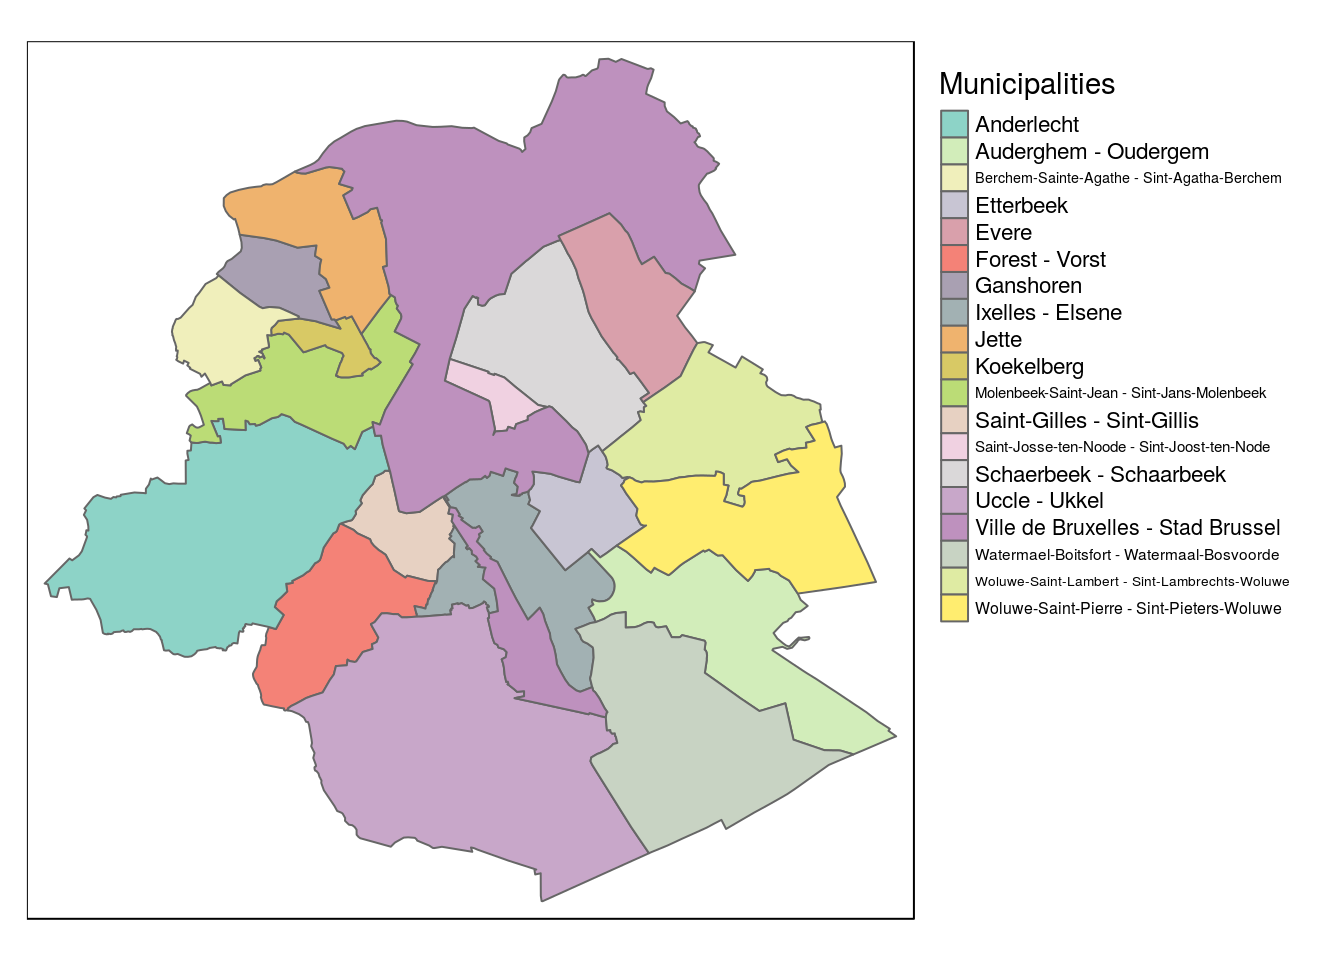 Municipalities
Anderlecht
Auderghem - Oudergem
Berchem-Sainte-Agathe - Sint-Agatha-Berchem
Etterbeek
Evere
Forest - Vorst
Ganshoren
Ixelles - Elsene
Jette
Koekelberg
Molenbeek-Saint-Jean - Sint-Jans-Molenbeek
Saint-Gilles - Sint-Gillis
Saint-Josse-ten-Noode - Sint-Joost-ten-Node
Schaerbeek - Schaarbeek
Uccle - Ukkel
Ville de Bruxelles - Stad Brussel
Watermael-Boitsfort - Watermaal-Bosvoorde
Woluwe-Saint-Lambert - Sint-Lambrechts-Woluwe
Woluwe-Saint-Pierre - Sint-Pieters-Woluwe